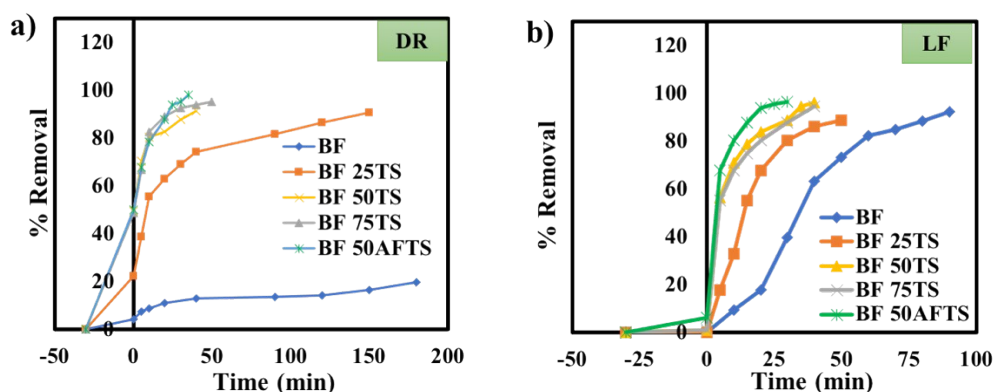 a)
DR
120
100
80
60
40
20
0
% Removal
BF
BF 25TS
BF 50TS
BF 75TS
BF 50AFTS
-50 0 50 100 150 200
Time (min)
b)
LF
120
100
80
60
40
20
0
% Removal
BF
BF 25TS
BF 50TS
BF 75TS
BF 50AFTS
-50 -25 0 25 50 75 100
Time (min)